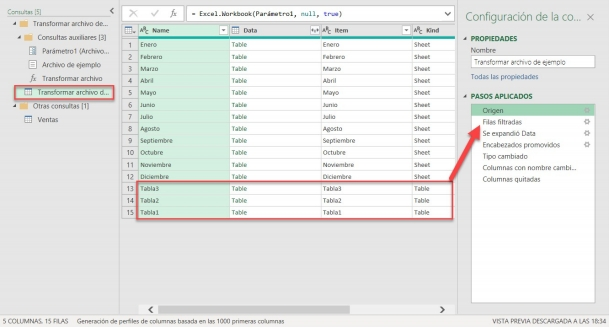 Consultas [5]
Transformar archivo de...
Consultas auxiliares [3]
Parámetro1 (Archivo...
Archivo de ejemplo
fx Transformar archivo
Transformar archivo d...
Otras consultas [1]
Ventas
fx = Excel.Workbook(Parámetro1, null, true)
ABC Name Data ABC Item ABC Kind
1 Enero Table Enero Sheet
2 Febrero Table Febrero Sheet
3 Marzo Table Marzo Sheet
4 Abril Table Abril Sheet
5 Mayo Table Mayo Sheet
6 Junio Table Junio Sheet
7 Julio Table Julio Sheet
8 Agosto Table Agosto Sheet
9 Septiembre Table Septiembre Sheet
10 Octubre Table Octubre Sheet
11 Noviembre Table Noviembre Sheet
12 Diciembre Table Diciembre Sheet
13 Tabla3 Table Tabla3 Table
14 Tabla2 Table Tabla2 Table
15 Tabla1 Table Tabla1 Table
Configuración de la co...
PROPIEDADES
Nombre
Transformar archivo de ejemplo
Todas las propiedades
PASOS APLICADOS
Origen
Filas filtradas
Se expandió Data
Encabezados promovidos
Tipo cambiado
Columnas con nombre cambi...
Columnas quitadas
5 COLUMNAS, 15 FILAS Generación de perfiles de columnas basada en las 1000 primeras columnas
VISTA PREVIA DESCARGADA A LAS 18:34